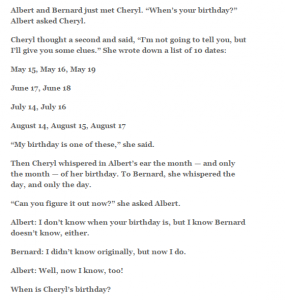 Albert and Bernard just met Cheryl. “When’s your birthday?”
Albert asked Cheryl.
Cheryl thought a second and said, “I’m not going to tell you, but
I’ll give you some clues.” She wrote down a list of 10 dates:
May 15, May 16, May 19
June 17, June 18
July 14, July 16
August 14, August 15, August 17
“My birthday is one of these,” she said.
Then Cheryl whispered in Albert’s ear the month — and only
the month — of her birthday. To Bernard, she whispered the
day, and only the day.
“Can you figure it out now?” she asked Albert.
Albert: I don’t know when your birthday is, but I know Bernard
doesn’t know, either.
Bernard: I didn’t know originally, but now I do.
Albert: Well, now I know, too!
When is Cheryl’s birthday?